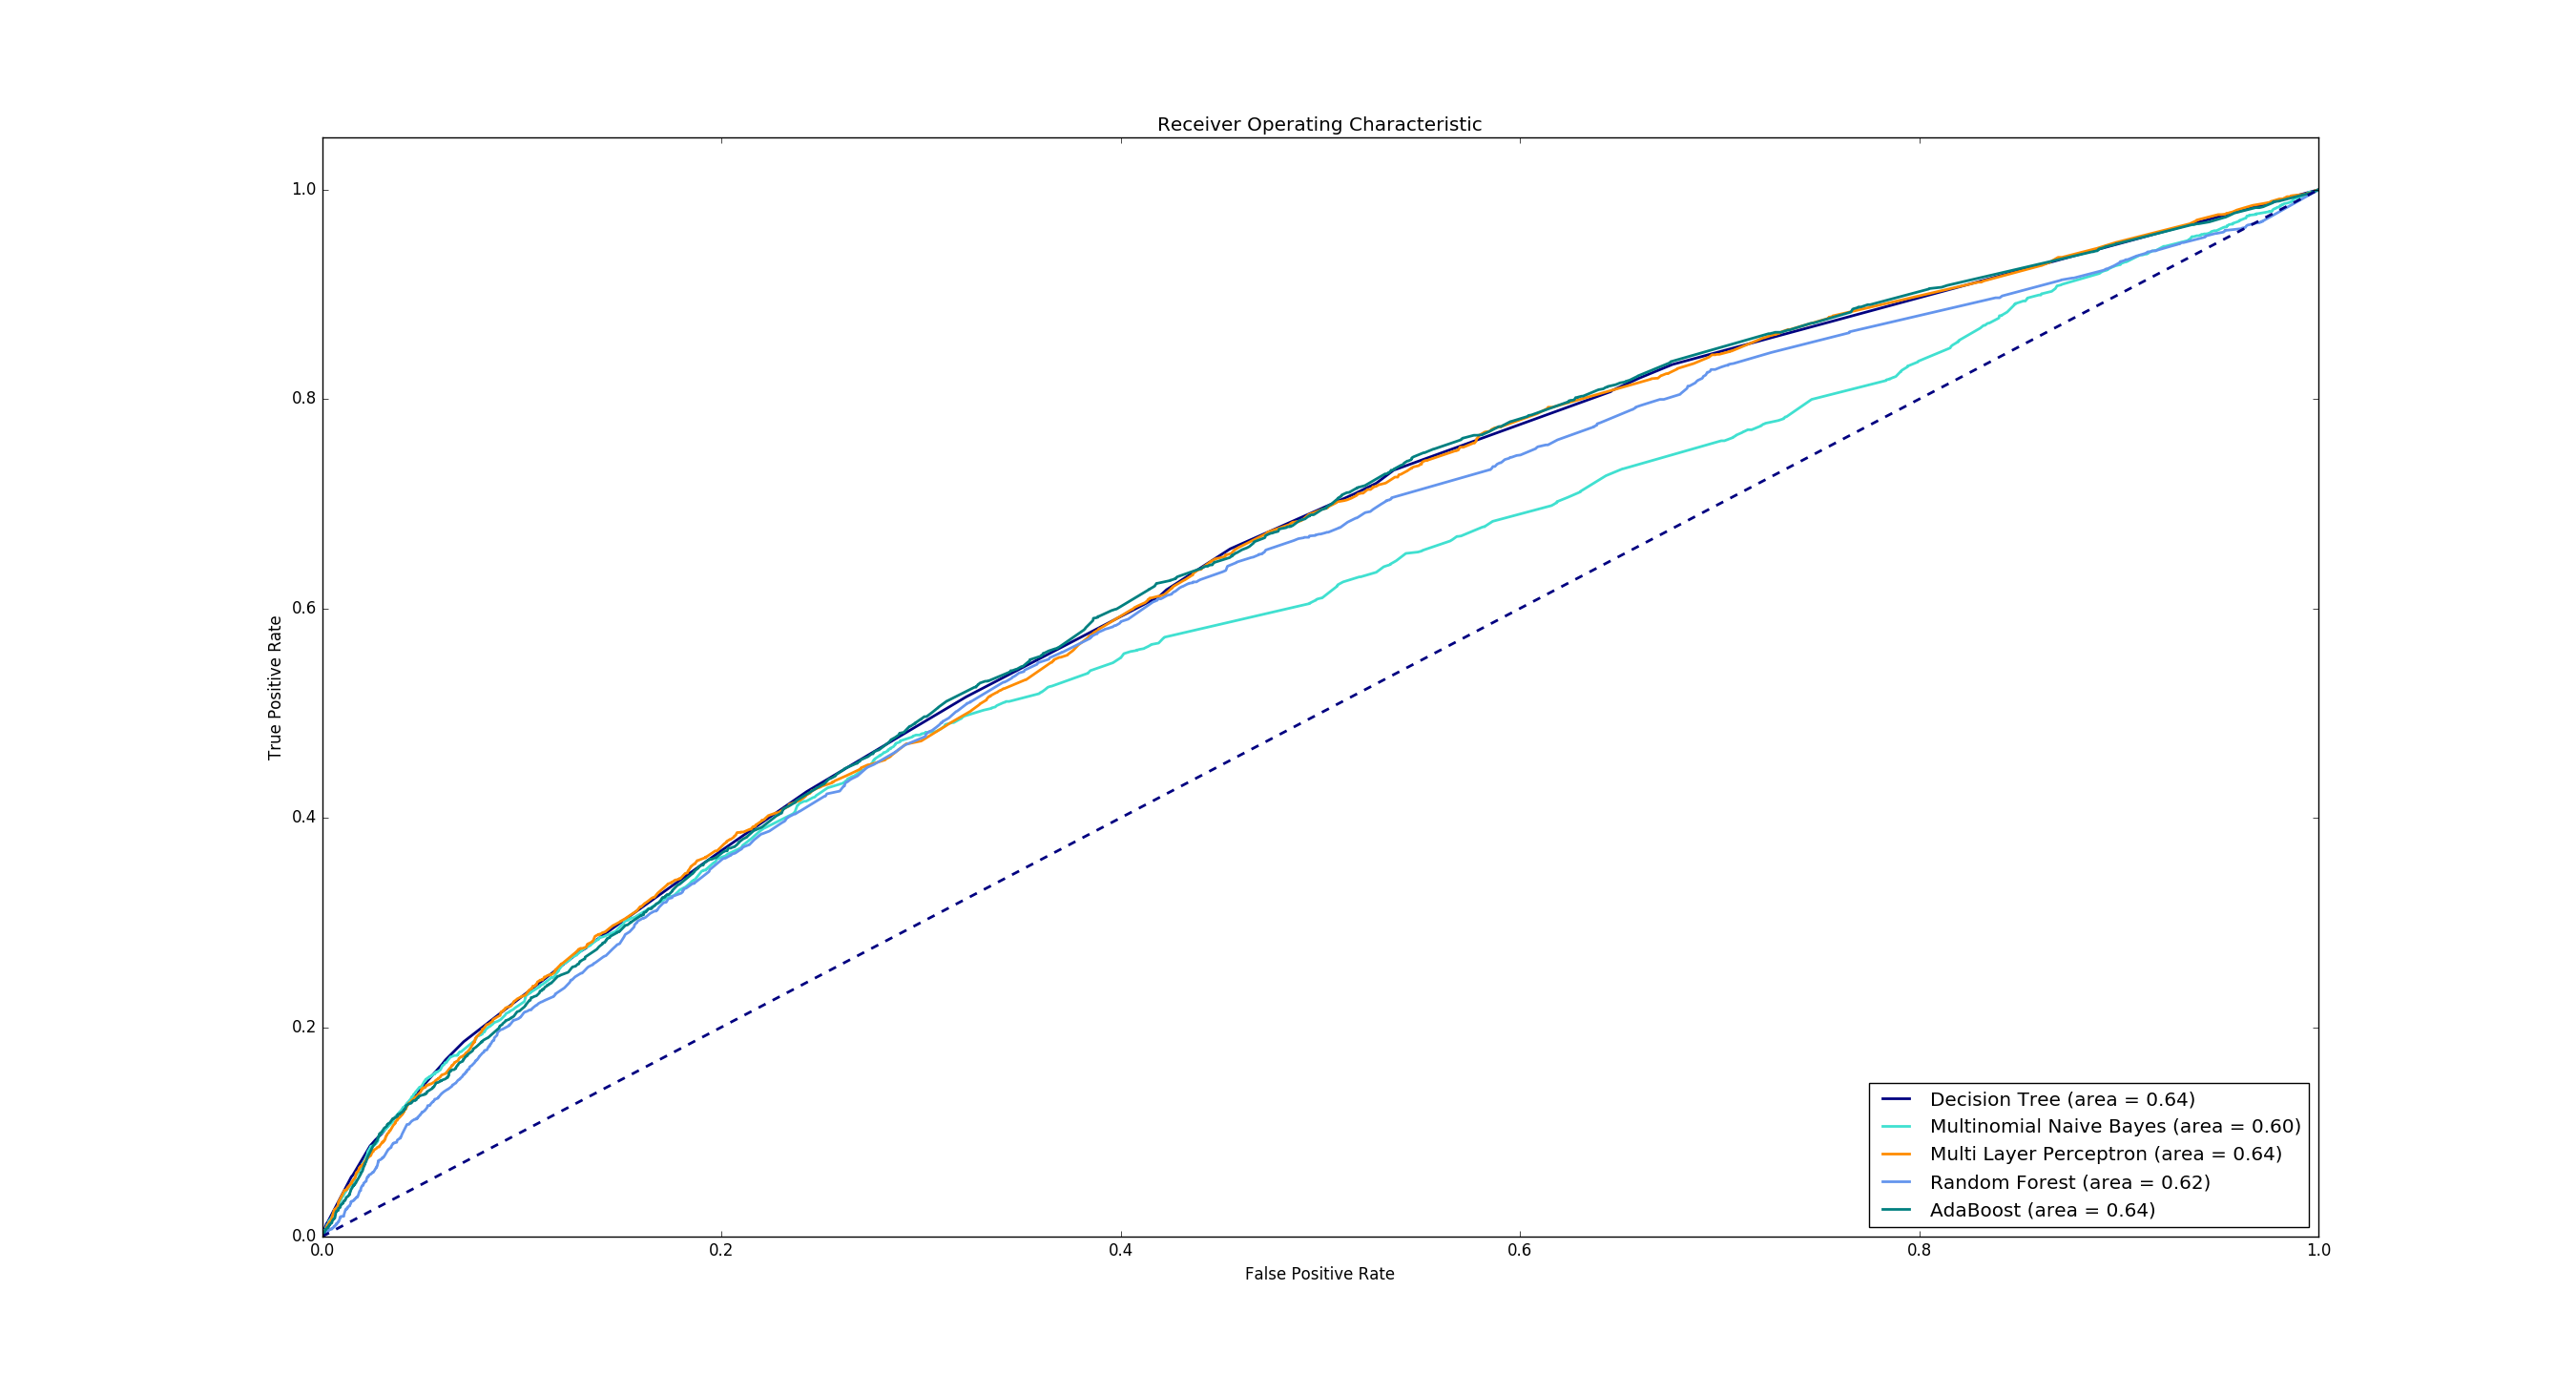 Receiver Operating Characteristic
1.0
0.8
0.6
0.4
0.2
0.0
True Positive Rate
0.0 0.2 0.4 0.6 0.8 1.0
False Positive Rate
Decision Tree (area = 0.64)
Multinomial Naive Bayes (area = 0.60)
Multi Layer Perceptron (area = 0.64)
Random Forest (area = 0.62)
AdaBoost (area = 0.64)